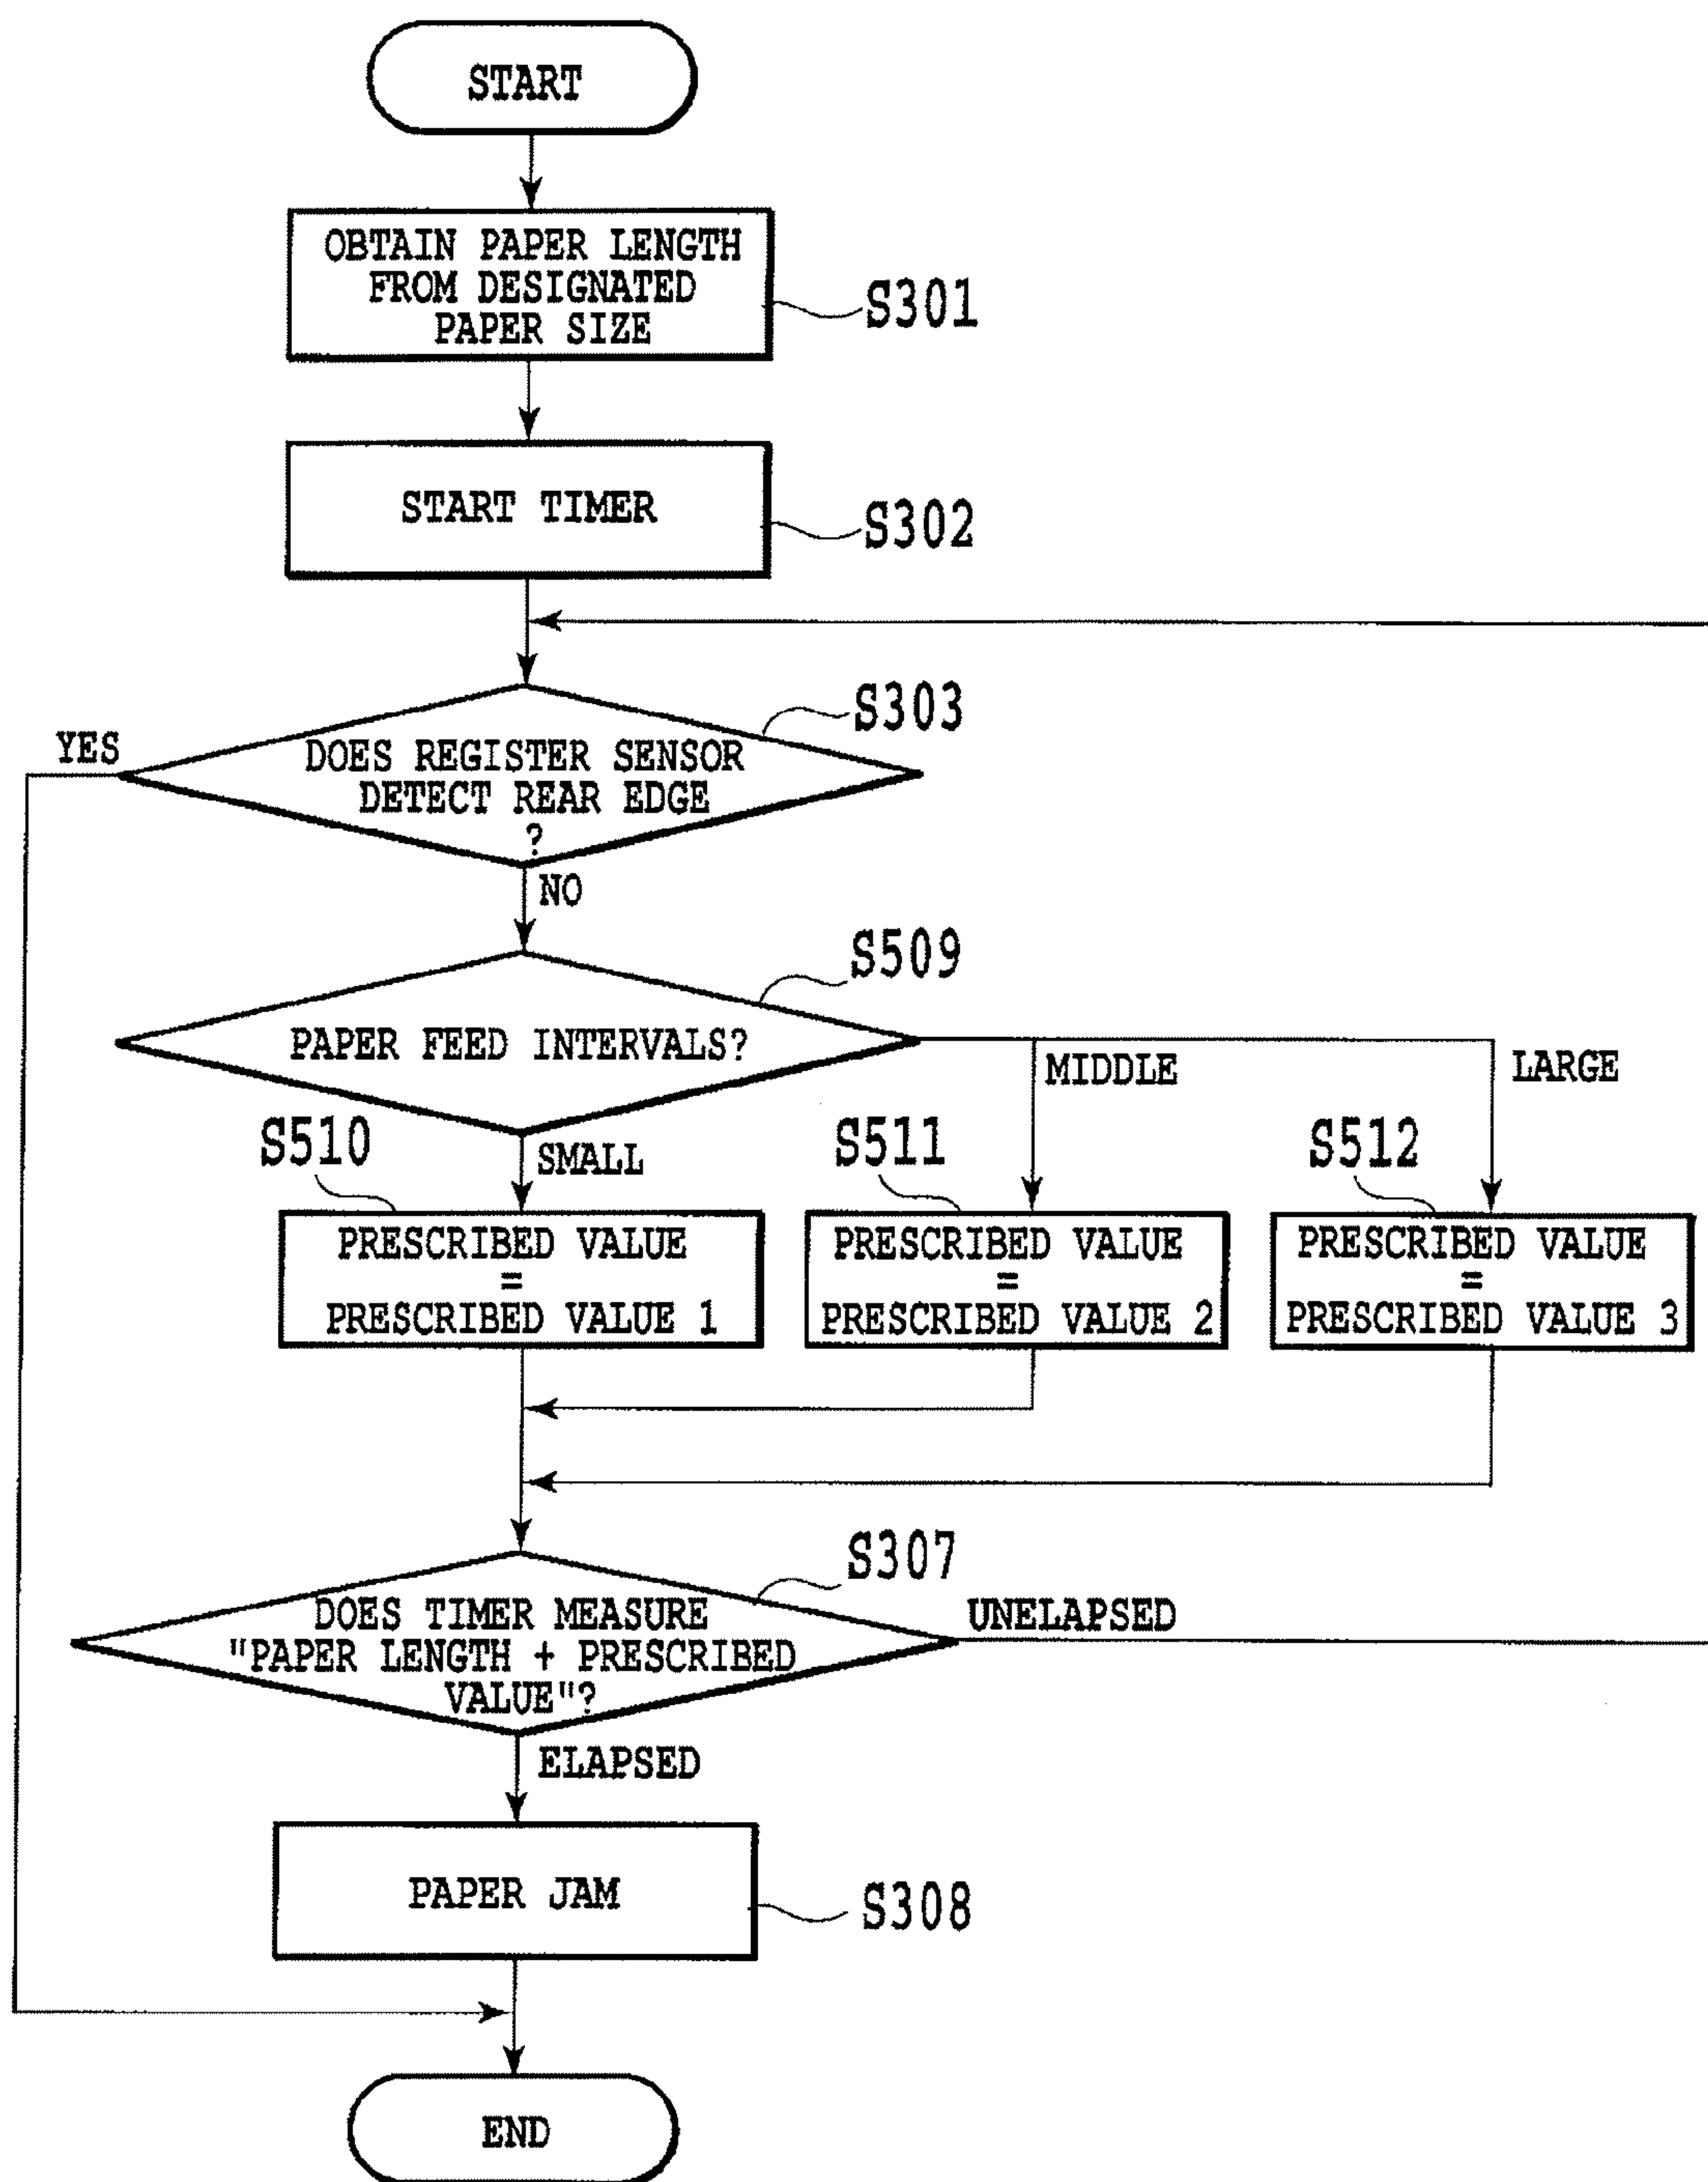 START
OBTAIN PAPER LENGTH
FROM DESIGNATED
PAPER SIZE
S301
START TIMER
S302
S303
YES
DOES REGISTER SENSOR
DETECT REAR EDGE
?
NO
S509
PAPER FEED INTERVALS?
MIDDLE
LARGE
S510
SMALL
S511
S512
PRESCRIBED VALUE
=
PRESCRIBED VALUE 1
PRESCRIBED VALUE
=
PRESCRIBED VALUE 2
PRESCRIBED VALUE
=
PRESCRIBED VALUE 3
S307
DOES TIMER MEASURE
"PAPER LENGTH + PRESCRIBED
VALUE"?
UNELAPSED
ELAPSED
PAPER JAM
S308
END